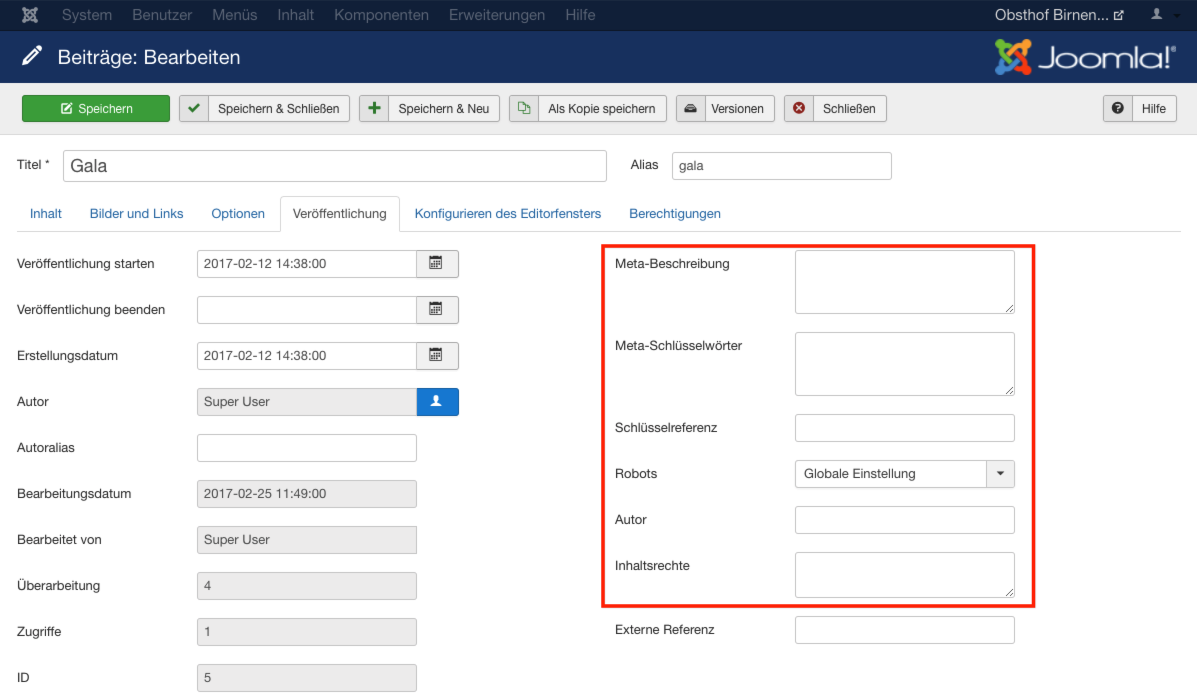 System Benutzer Menüs Inhalt Komponenten Erweiterungen Hilfe Obsthof Birnen...
Beiträge: Bearbeiten Joomla!®
Speichern Speichern & Schließen Speichern & Neu Als Kopie speichern Versionen Schließen Hilfe
Titel * Gala Alias gala
Inhalt Bilder und Links Optionen Veröffentlichung Konfigurieren des Editorfensters Berechtigungen
Veröffentlichung starten 2017-02-12 14:38:00
Veröffentlichung beenden
Erstellungsdatum 2017-02-12 14:38:00
Autor Super User
Autoralias
Bearbeitungsdatum 2017-02-25 11:49:00
Bearbeitet von Super User
Überarbeitung 4
Zugriffe 1
ID 5
Meta-Beschreibung
Meta-Schlüsselwörter
Schlüsselreferenz
Robots Globale Einstellung
Autor
Inhaltsrechte
Externe Referenz